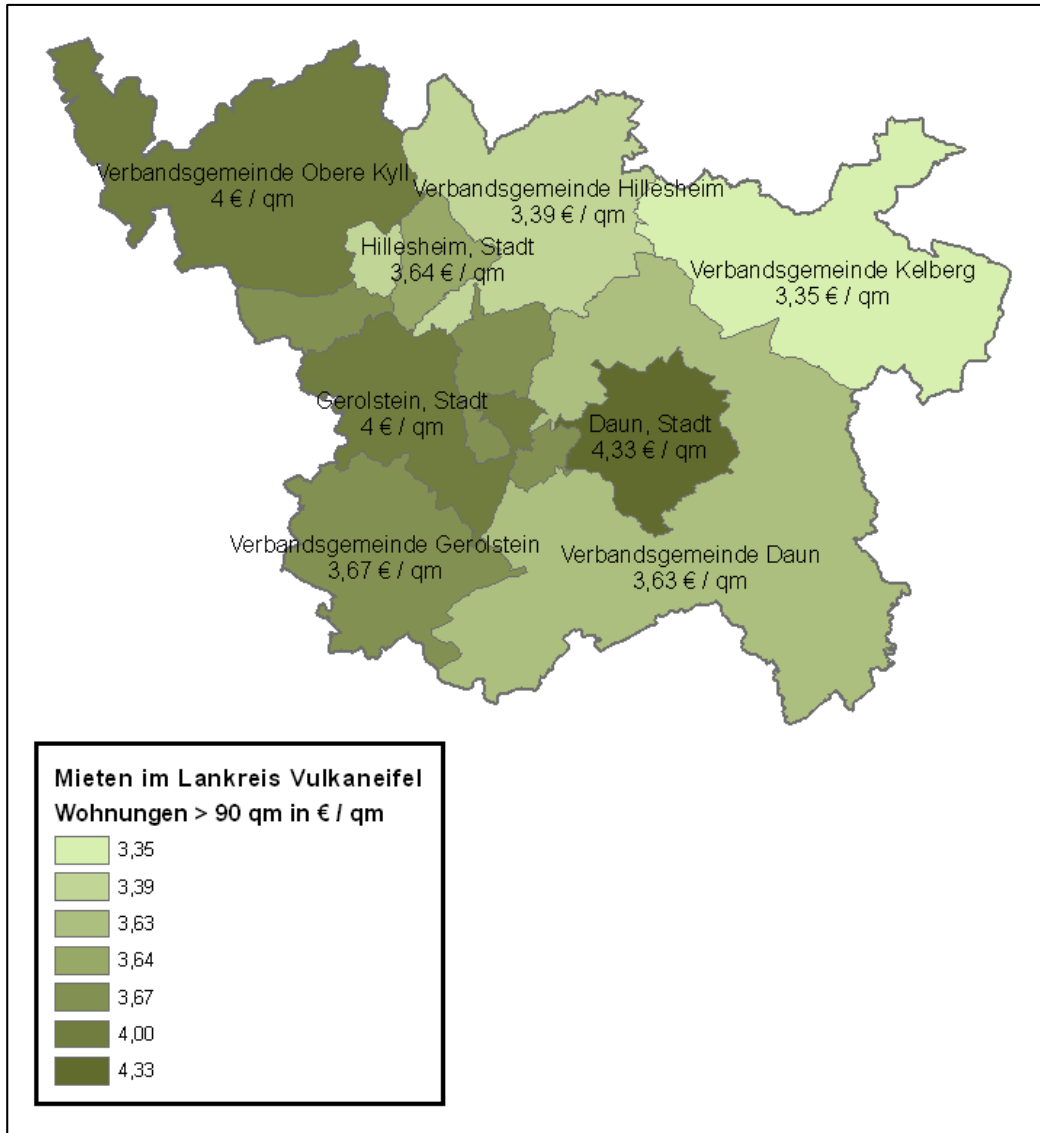 Verbandsgemeinde Obere Kyll
4 € / qm
Verbandsgemeinde Hillesheim
3,39 € / qm
Hillesheim, Stadt
3,64 € / qm
Verbandsgemeinde Kelberg
3,35 € / qm
Gerolstein, Stadt
4 € / qm
Daun, Stadt
4,33 € / qm
Verbandsgemeinde Gerolstein
3,67 € / qm
Verbandsgemeinde Daun
3,63 € / qm
Mieten im Lankreis Vulkaneifel
Wohnungen > 90 qm in € / qm
3,35
3,39
3,63
3,64
3,67
4,00
4,33